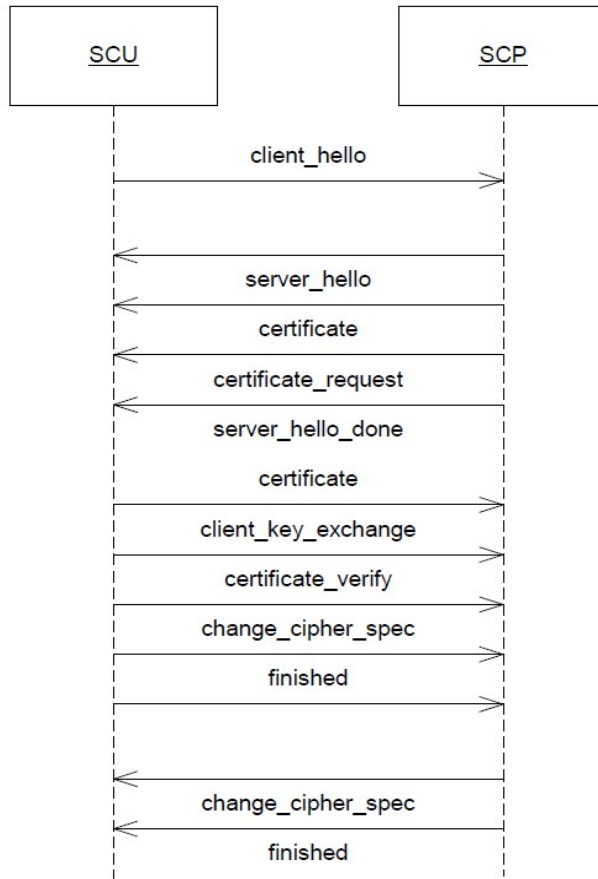 SCU
SCP
client_hello
server_hello
certificate
certificate_request
server_hello_done
certificate
client_key_exchange
certificate_verify
change_cipher_spec
finished
change_cipher_spec
finished